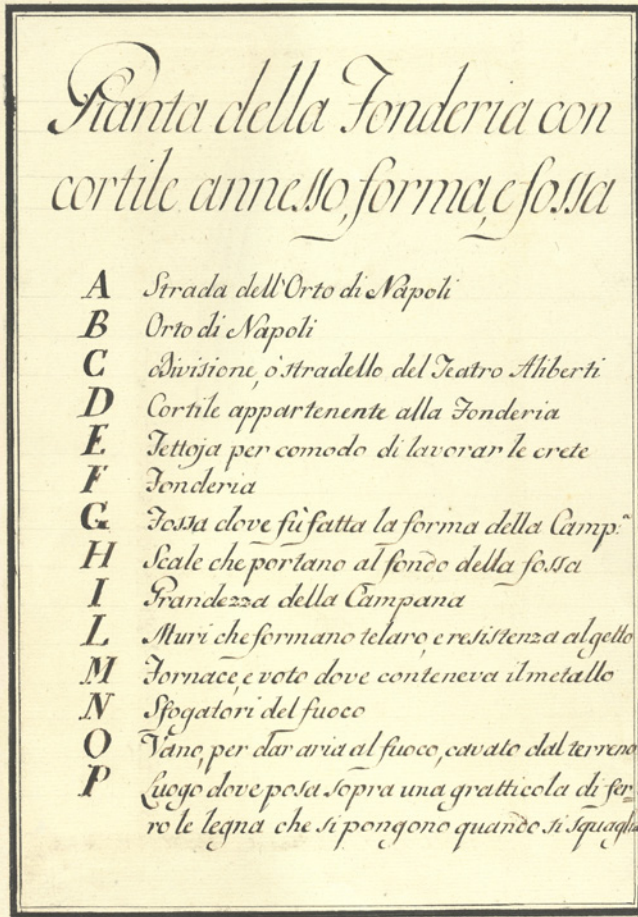 Pianta della Fonderia con
cortile annesso, forma, e fossa
A Strada dell'Orto di Napoli
B Orto di Napoli
C Divisione, ò stradello del Teatro Aliberti
D Cortile appartenente alla Fonderia
E Tettoja per comodo di lavorar le crete
F Fonderia
G Fossa dove fù fatta la forma della Camp.ª
H Scale che portano al fondo della fossa
I Grandezza della Campana
L Muri che formano telaro, e resistenza al getto
M Fornace, e voto dove conteneva il metallo
N Sfogatori del fuoco
O Vano, per dar aria al fuoco, cavato dal terreno
P Luogo dove posa sopra una gratticola di fer=
ro le legna che si pongono quando si squaglia